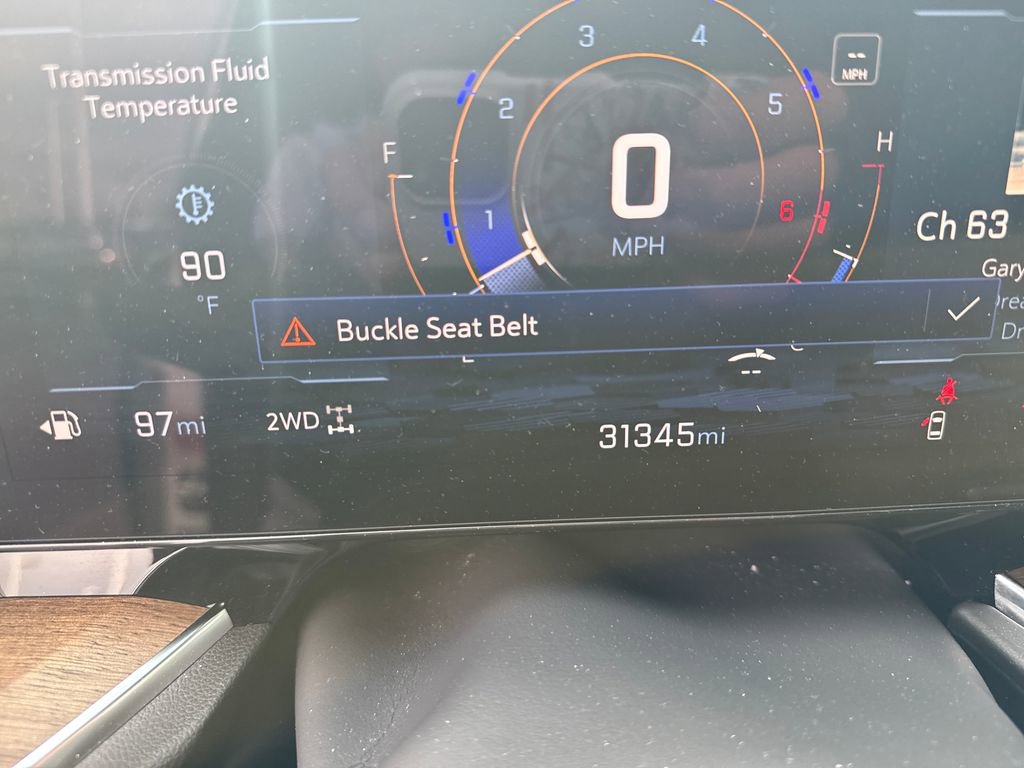 Transmission Fluid
Temperature
90
°F
F
1
2
3
4
5
6
0
MPH
--
MPH
H
Ch 63
Gary
Buckle Seat Belt
97mi
2WD
--
31345mi